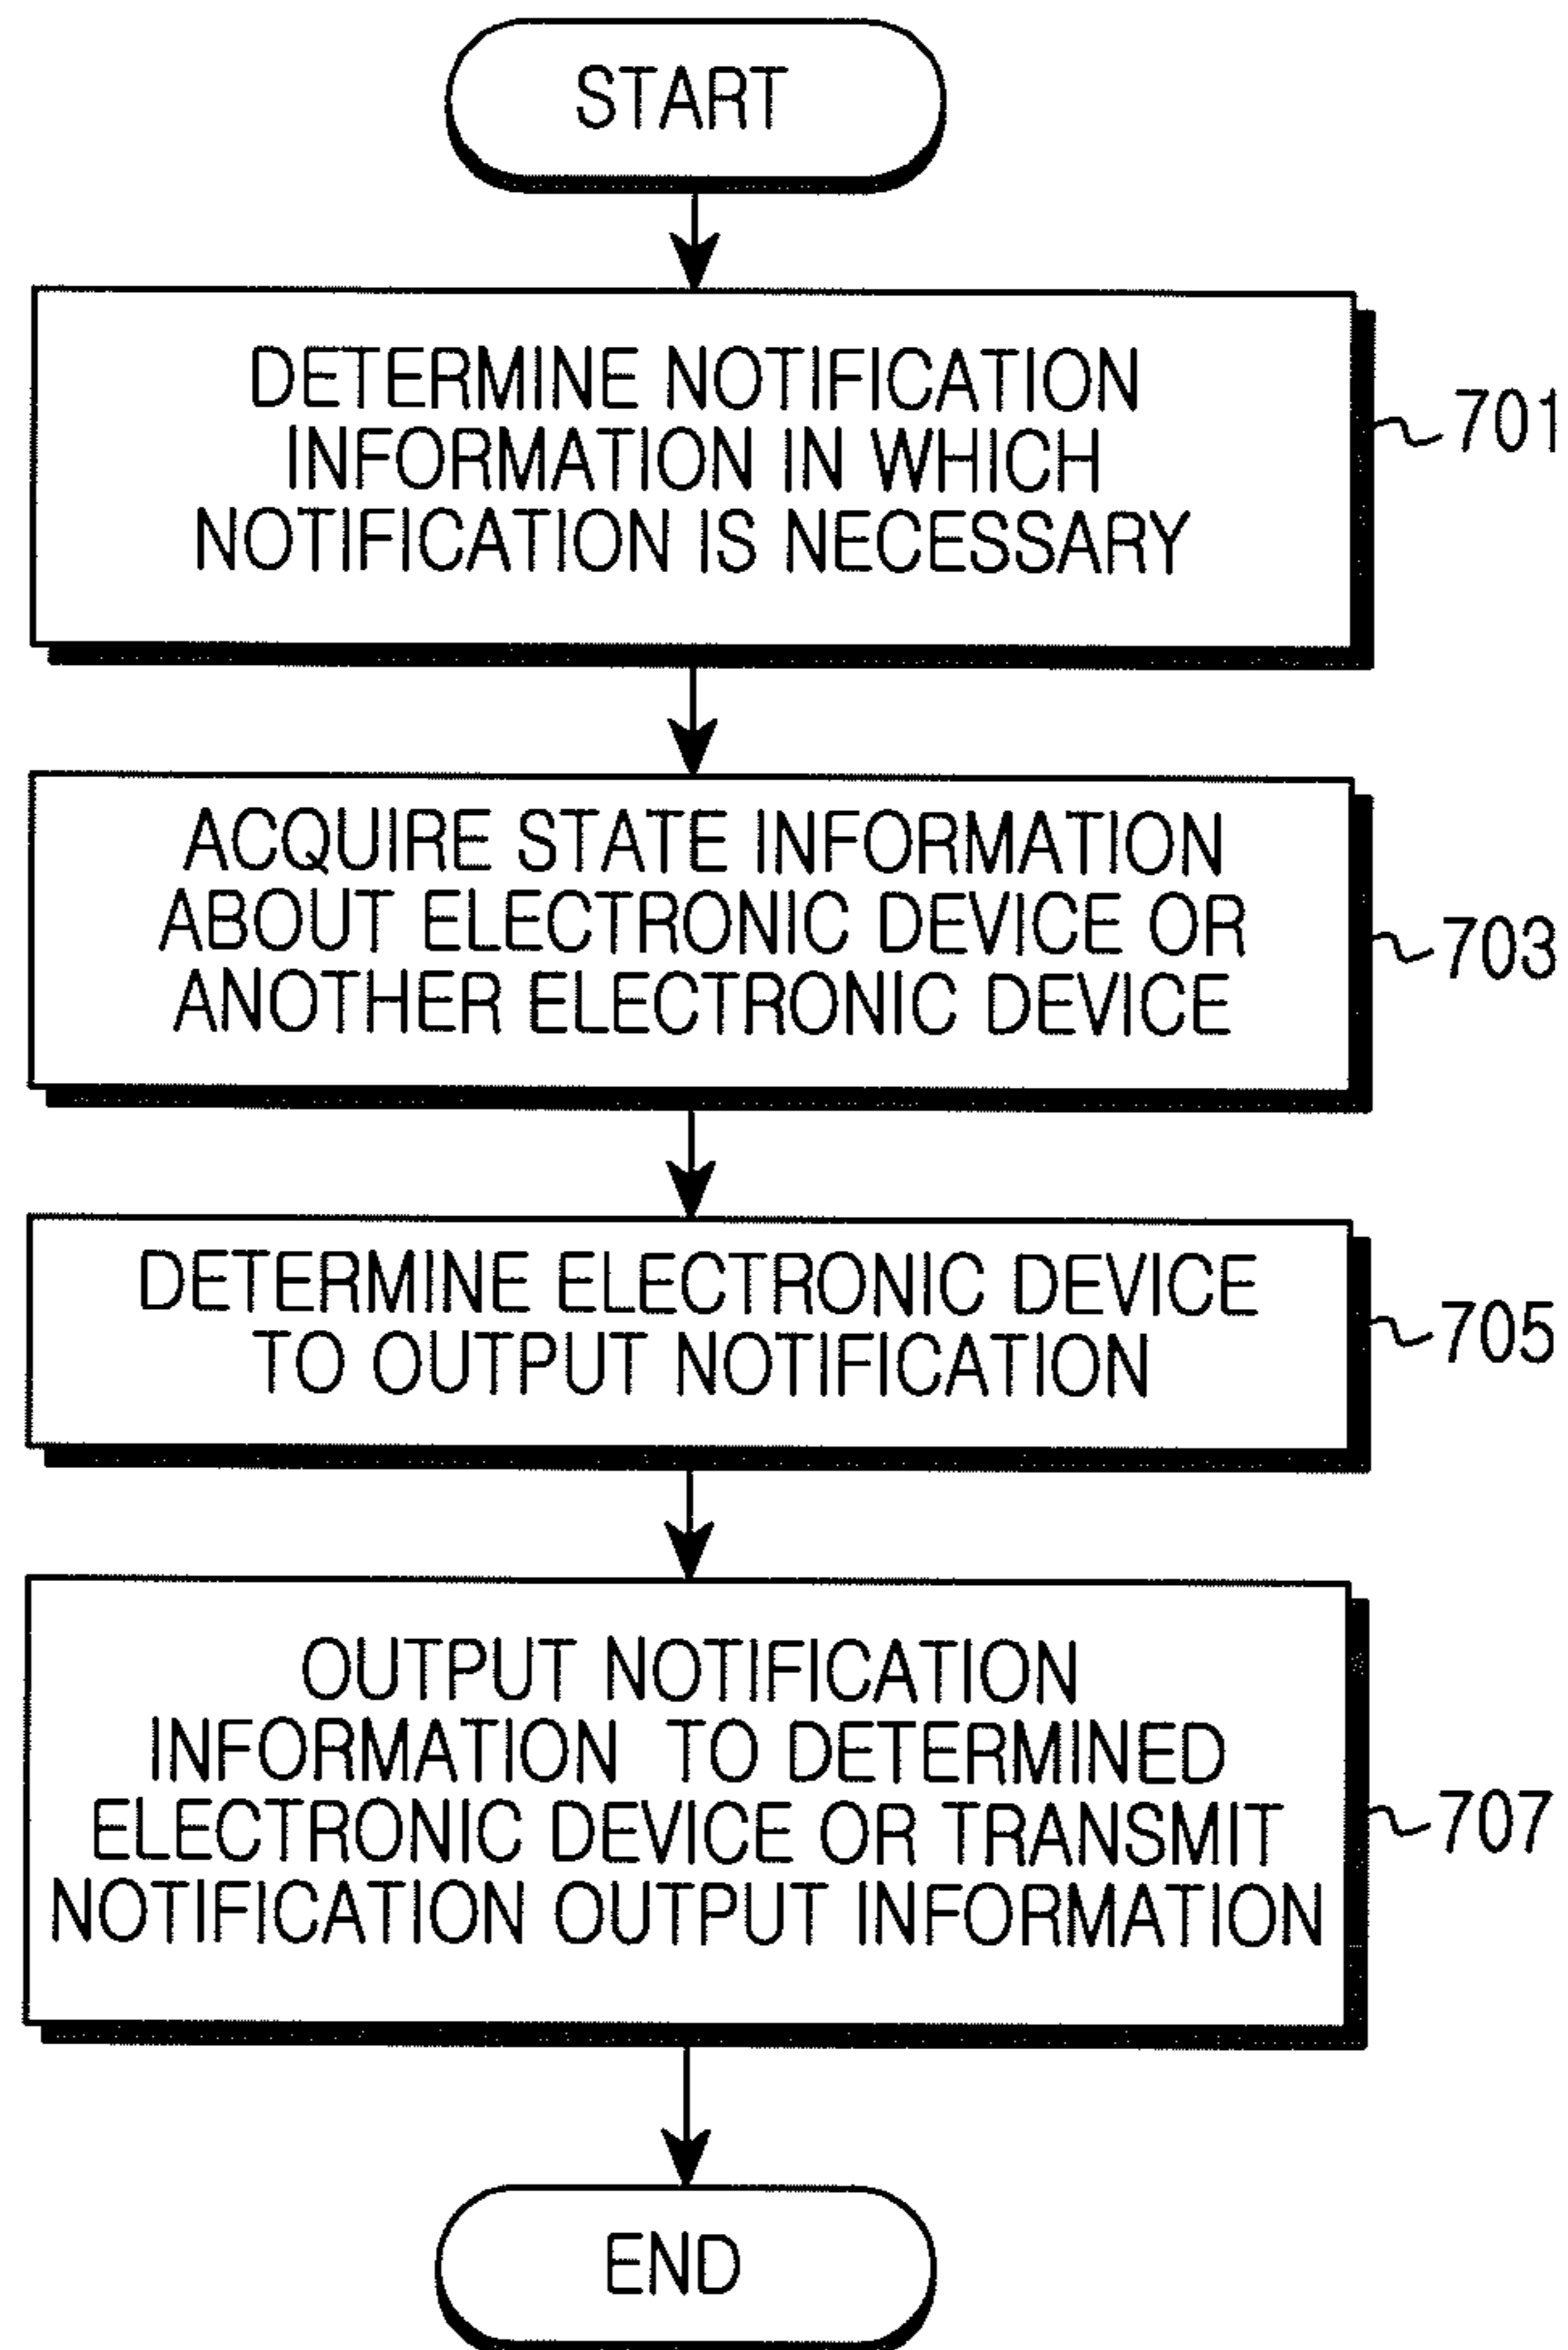 START
DETERMINE NOTIFICATION
INFORMATION IN WHICH
NOTIFICATION IS NECESSARY
701
ACQUIRE STATE INFORMATION
ABOUT ELECTRONIC DEVICE OR
ANOTHER ELECTRONIC DEVICE
703
DETERMINE ELECTRONIC DEVICE
TO OUTPUT NOTIFICATION
705
OUTPUT NOTIFICATION
INFORMATION TO DETERMINED
ELECTRONIC DEVICE OR TRANSMIT
NOTIFICATION OUTPUT INFORMATION
707
END